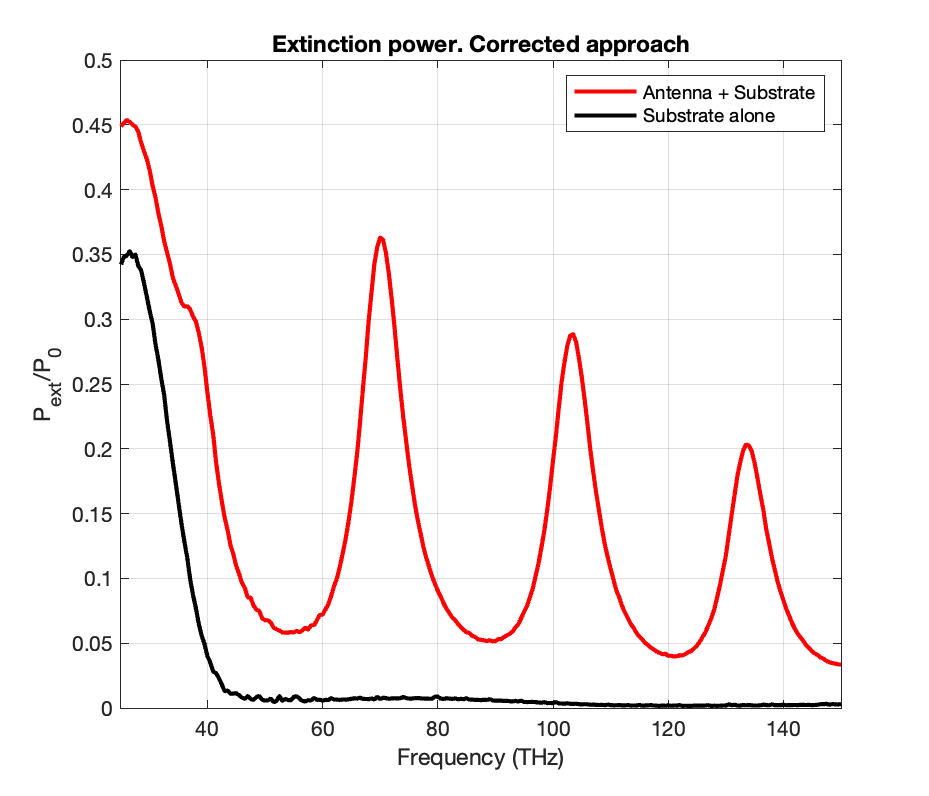 Extinction power. Corrected approach
Antenna + Substrate
Substrate alone
P_ext/P_0
0.5
0.45
0.4
0.35
0.3
0.25
0.2
0.15
0.1
0.05
0
40 60 80 100 120 140
Frequency (THz)